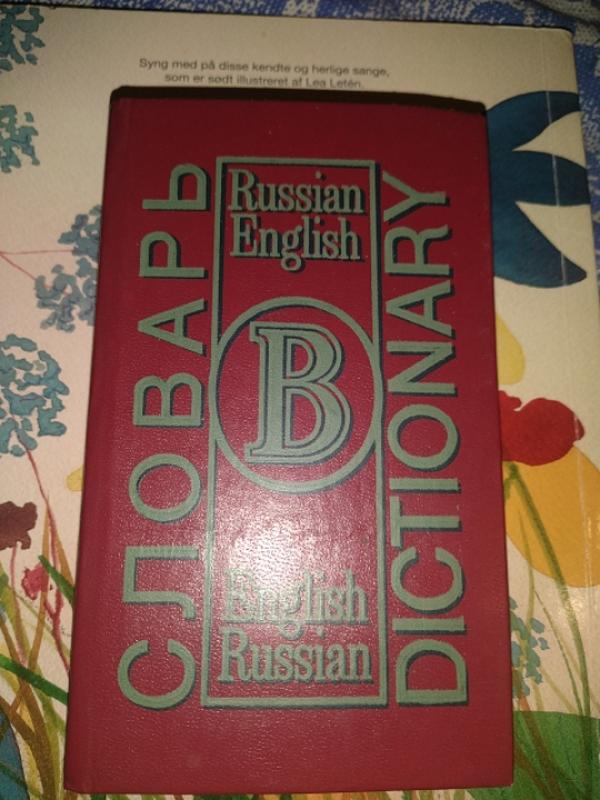 Syng med på disse kendte og herlige sange,
som er sødt illustreret af Lea Letén.
СЛОВАРЬ
Russian
English
B
English
Russian
DICTIONARY